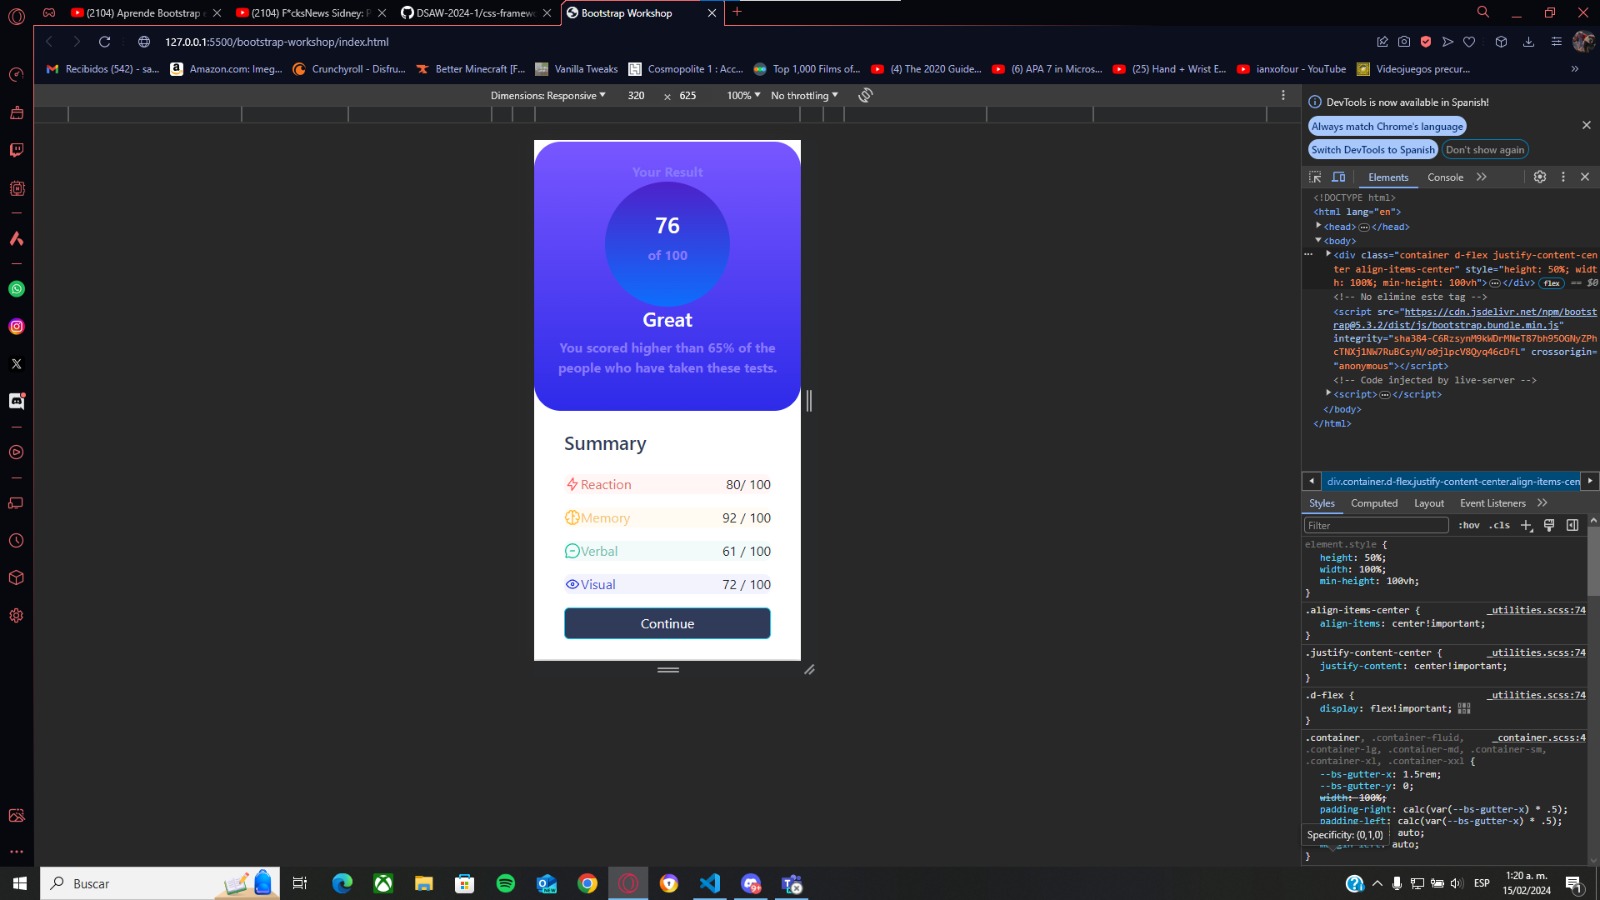 (2104) Aprende Bootstrap
(2104) F*cksNews Sidney: P
DSAW-2024-1/css-framew
Bootstrap Workshop
127.0.0.1:5500/bootstrap-workshop/index.html
Recibidos (542) - sa...
Amazon.com: Imeg...
Crunchyroll - Disfru...
Better Minecraft [F...
Vanilla Tweaks
Cosmopolite 1 : Acc...
Top 1,000 Films of...
(4) The 2020 Guide...
(6) APA 7 in Micros...
(25) Hand + Wrist E...
ianxofour - YouTube
Videojuegos precur...
Dimensions: Responsive
320 x 625
100%
No throttling
Your Result
76
of 100
Great
You scored higher than 65% of the
people who have taken these tests.
Summary
Reaction 80/ 100
Memory 92 / 100
Verbal 61 / 100
Visual 72 / 100
Continue
DevTools is now available in Spanish!
Always match Chrome's language
Switch DevTools to Spanish
Don't show again
Elements
Console
<!DOCTYPE html>
<html lang="en">
<head> </head>
<body>
<div class="container d-flex justify-content-cen
ter align-items-center" style="height: 50%; widt
h: 100%; min-height: 100vh"> </div> flex == $0
<!-- No elimine este tag -->
<script src="https://cdn.jsdelivr.net/npm/bootst
rap@5.3.2/dist/js/bootstrap.bundle.min.js"
integrity="sha384-C6RzsynM9kWDrMNeT87bh95OGNyZPh
cTNXj1NW7RuBCsyN/o0jlpcV8Qyq46cDfL" crossorigin=
"anonymous"></script>
<!-- Code injected by live-server -->
<script> </script>
</body>
</html>
div.container.d-flex.justify-content-center.align-items-cen
Styles
Computed
Layout
Event Listeners
Filter
:hov
.cls
element.style {
height: 50%;
width: 100%;
min-height: 100vh;
}
.align-items-center {
_utilities.scss:74
align-items: center!important;
}
.justify-content-center {
_utilities.scss:74
justify-content: center!important;
}
.d-flex {
_utilities.scss:74
display: flex!important;
}
.container, .container-fluid,
_container.scss:4
.container-lg, .container-md, .container-sm,
.container-xl, .container-xxl {
--bs-gutter-x: 1.5rem;
--bs-gutter-y: 0;
width: 100%;
padding-right: calc(var(--bs-gutter-x) * .5);
padding-left: calc(var(--bs-gutter-x) * .5);
auto;
Specificity: (0,1,0)
auto;
}
Buscar
ESP
1:20 a. m.
15/02/2024
1